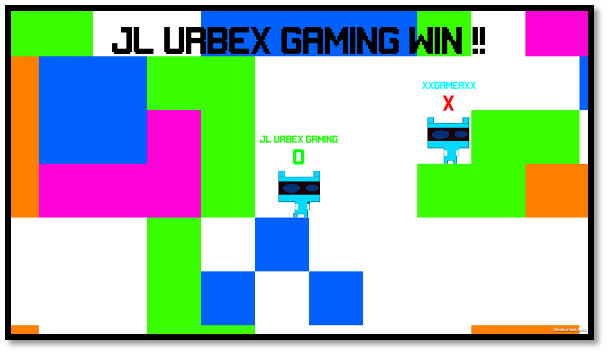 JL URBEX GAMING WIN !!
XXGAMERXX
X
JL URBEX GAMING
O